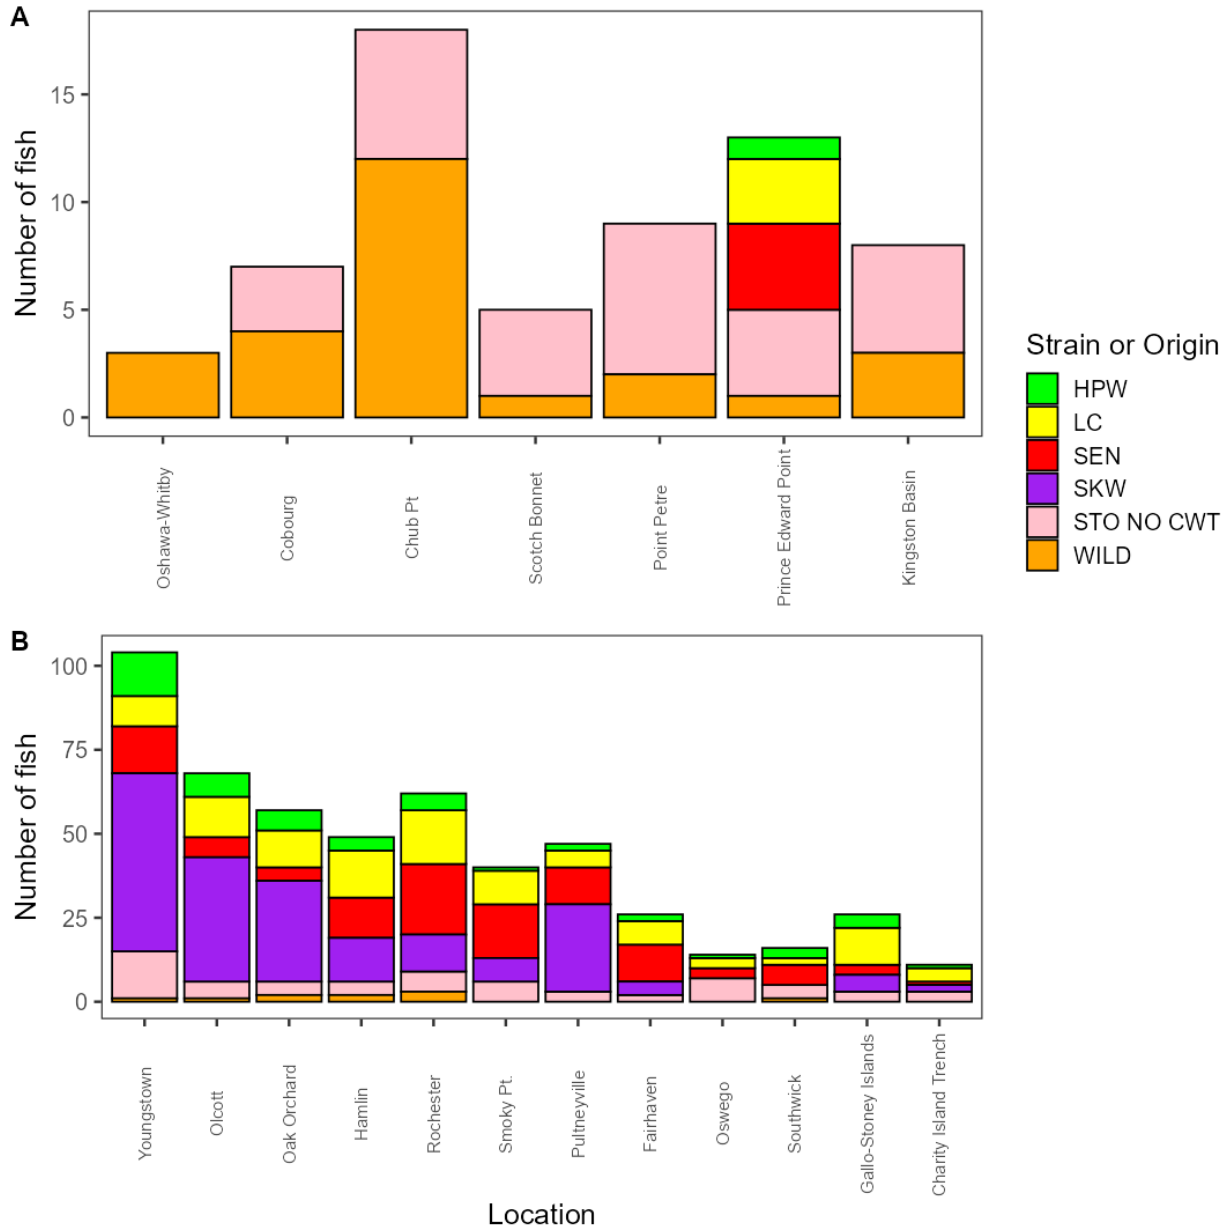 A
Number of fish
15
10
5
0
Oshawa-Whitby
Cobourg
Chub Pt
Scotch Bonnet
Point Petre
Prince Edward Point
Kingston Basin
Strain or Origin
HPW
LC
SEN
SKW
STO NO CWT
WILD
B
Number of fish
100
75
50
25
0
Youngstown
Olcott
Oak Orchard
Hamlin
Rochester
Smoky Pt.
Pultneyville
Fairhaven
Oswego
Southwick
Gallo-Stoney Islands
Charity Island Trench
Location